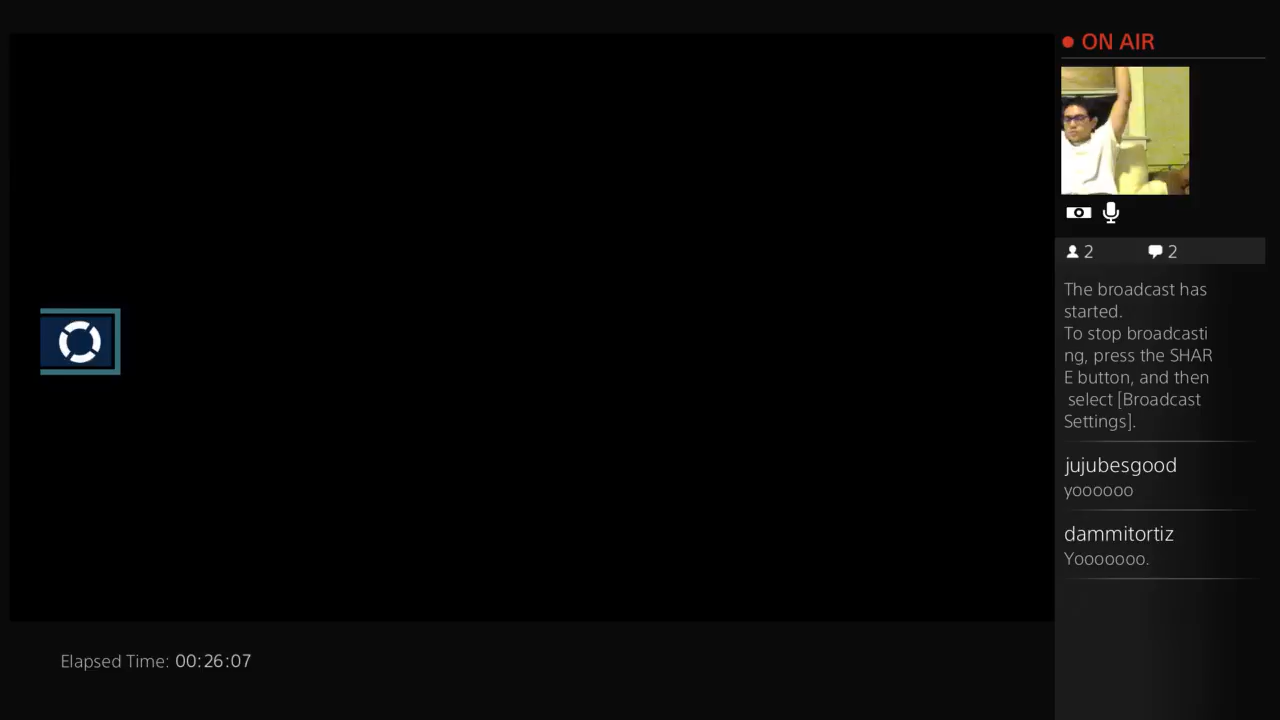 ON AIR
2 2
The broadcast has
started.
To stop broadcasti
ng, press the SHAR
E button, and then
select [Broadcast
Settings].
jujubesgood
yoooooo
dammitortiz
Yooooooo.
Elapsed Time: 00:26:07